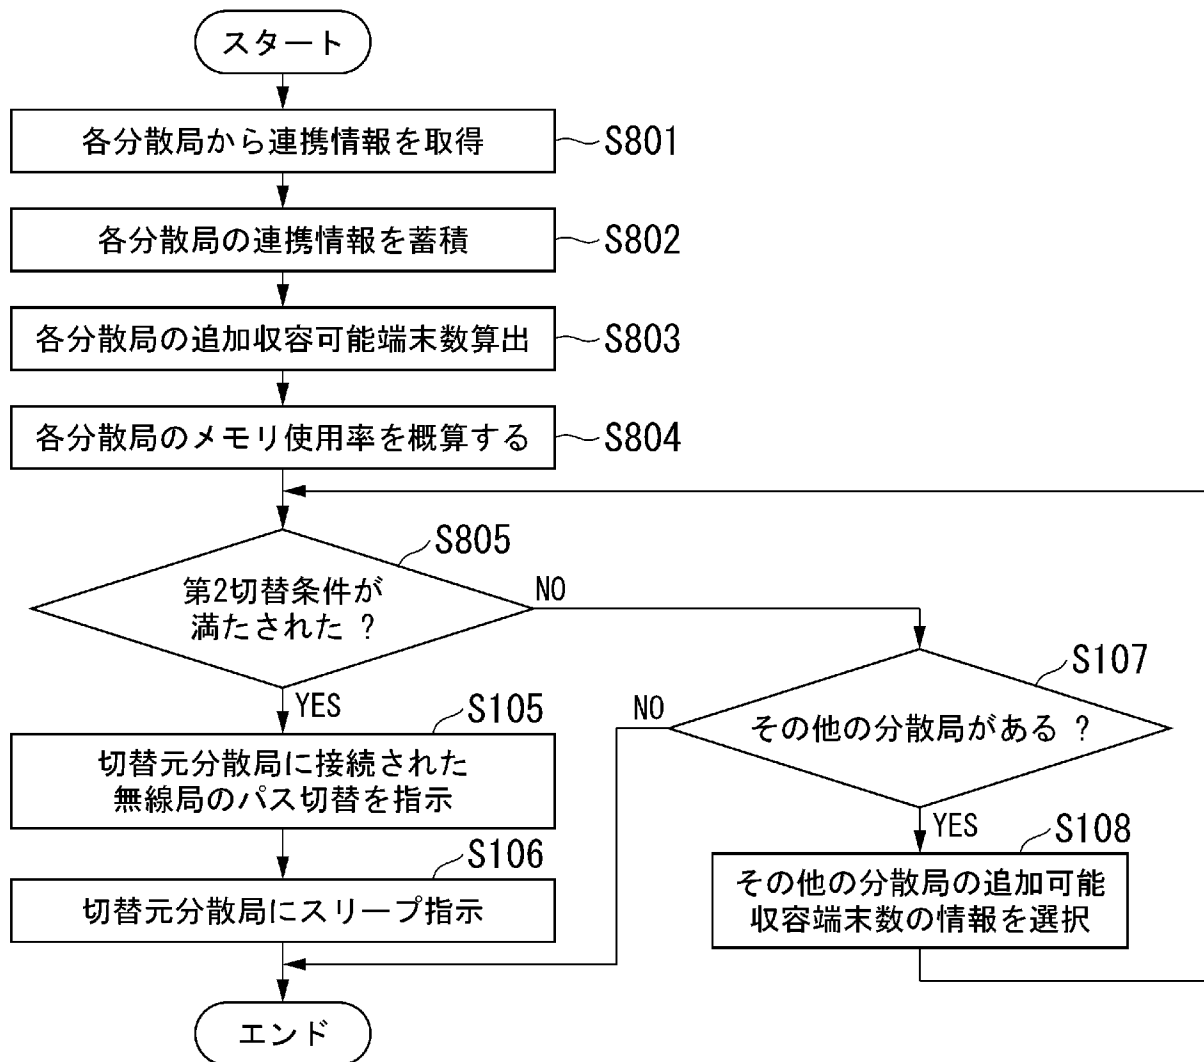 スタート
各分散局から連携情報を取得
S801
各分散局の連携情報を蓄積
S802
各分散局の追加収容可能端末数算出
S803
各分散局のメモリ使用率を概算する
S804
S805
第2切替条件が
満たされた ?
NO
YES
S107
その他の分散局がある ?
NO
YES
S105
切替元分散局に接続された
無線局のパス切替を指示
S106
切替元分散局にスリープ指示
S108
その他の分散局の追加可能
収容端末数の情報を選択
エンド